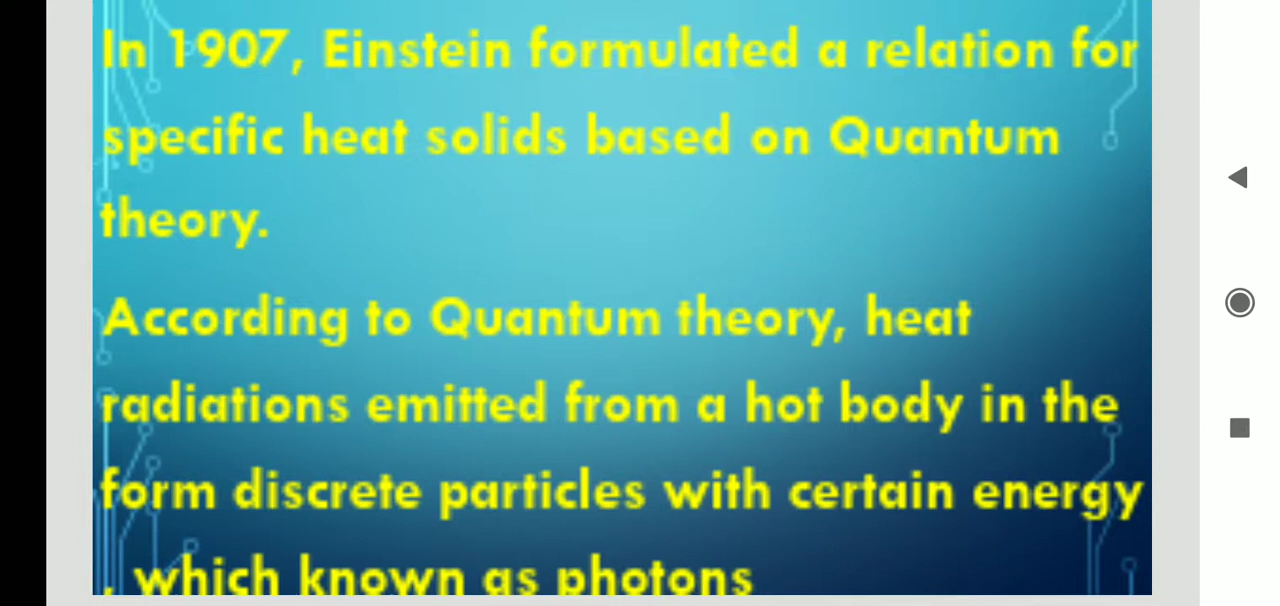 In 1907, Einstein formulated a relation for
specific heat solids based on Quantum
theory.
According to Quantum theory, heat
radiations emitted from a hot body in the
form discrete particles with certain energy
, which known as photons